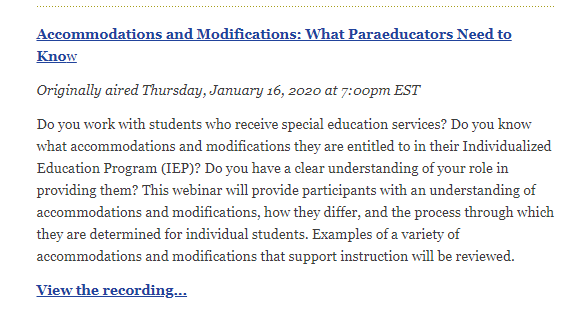 Accommodations and Modifications: What Paraeducators Need to
Know
Originally aired Thursday, January 16, 2020 at 7:00pm EST
Do you work with students who receive special education services? Do you know
what accommodations and modifications they are entitled to in their Individualized
Education Program (IEP)? Do you have a clear understanding of your role in
providing them? This webinar will provide participants with an understanding of
accommodations and modifications, how they differ, and the process through which
they are determined for individual students. Examples of a variety of
accommodations and modifications that support instruction will be reviewed.
View the recording...